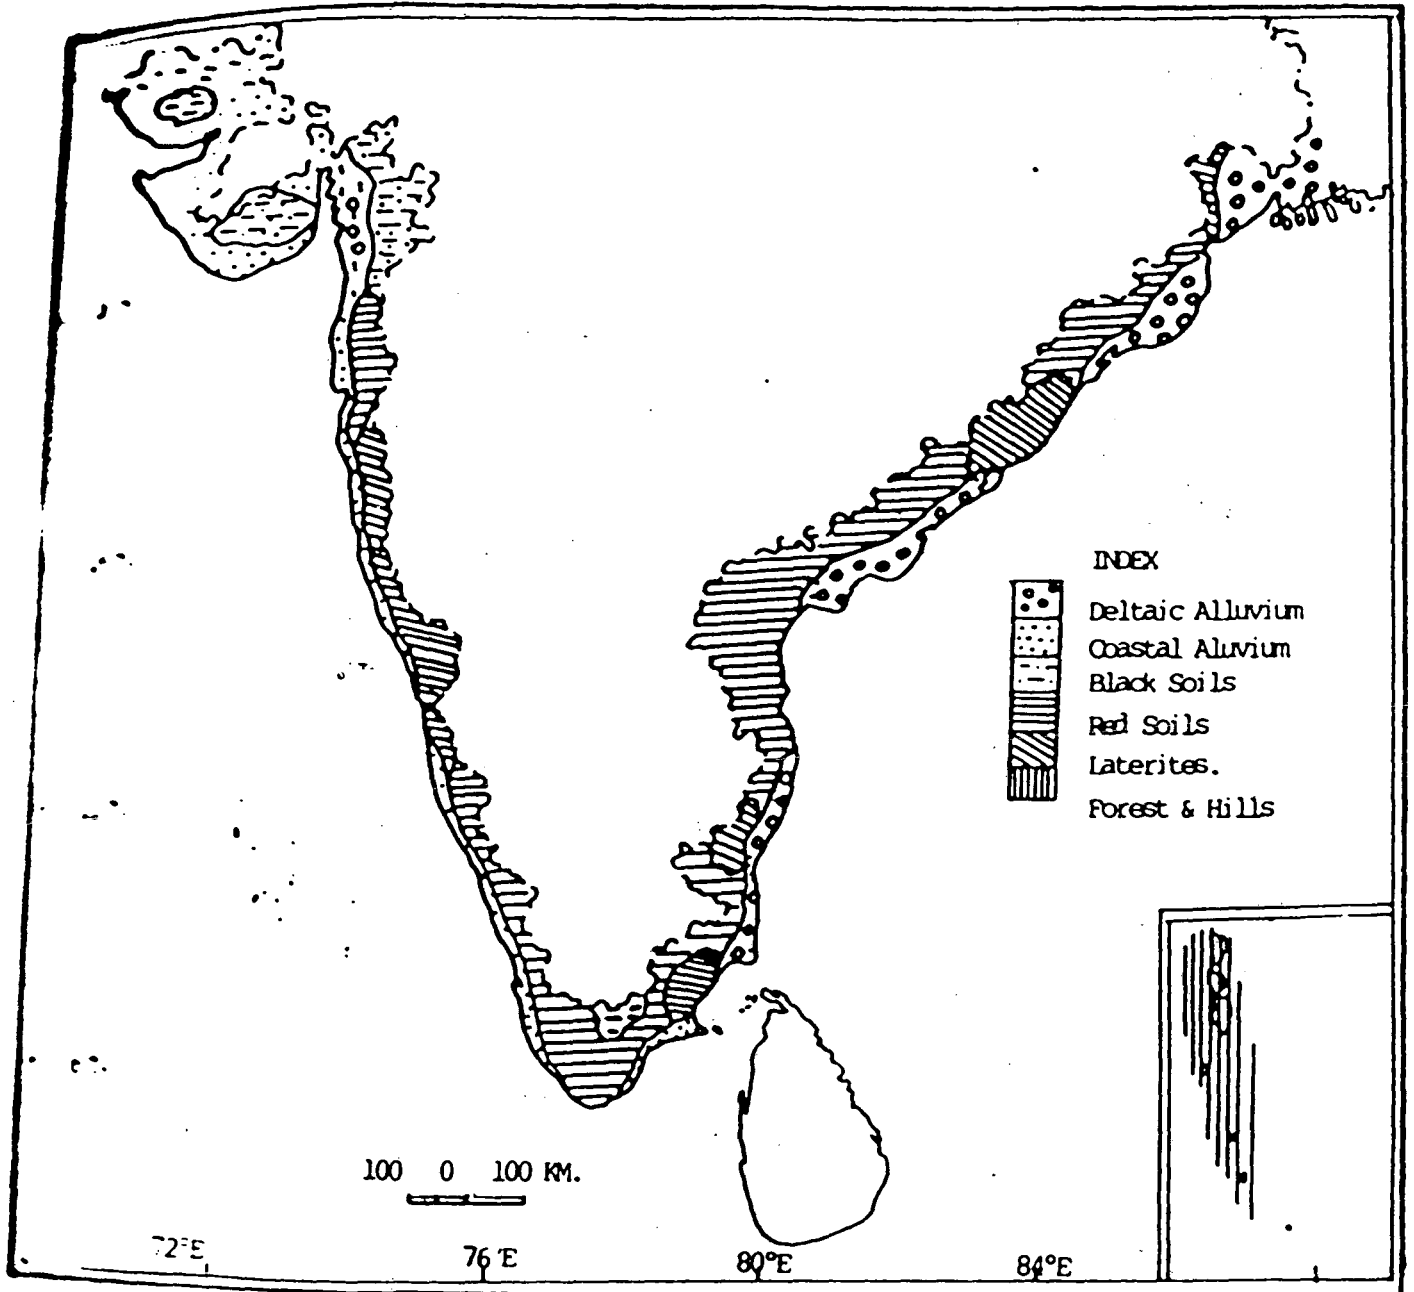 INDEX
Deltaic Alluvium
Coastal Aluvium
Black Soils
Red Soils
Laterites.
Forest & Hills
100 0 100 KM.
72°E 76°E 80°E 84°E